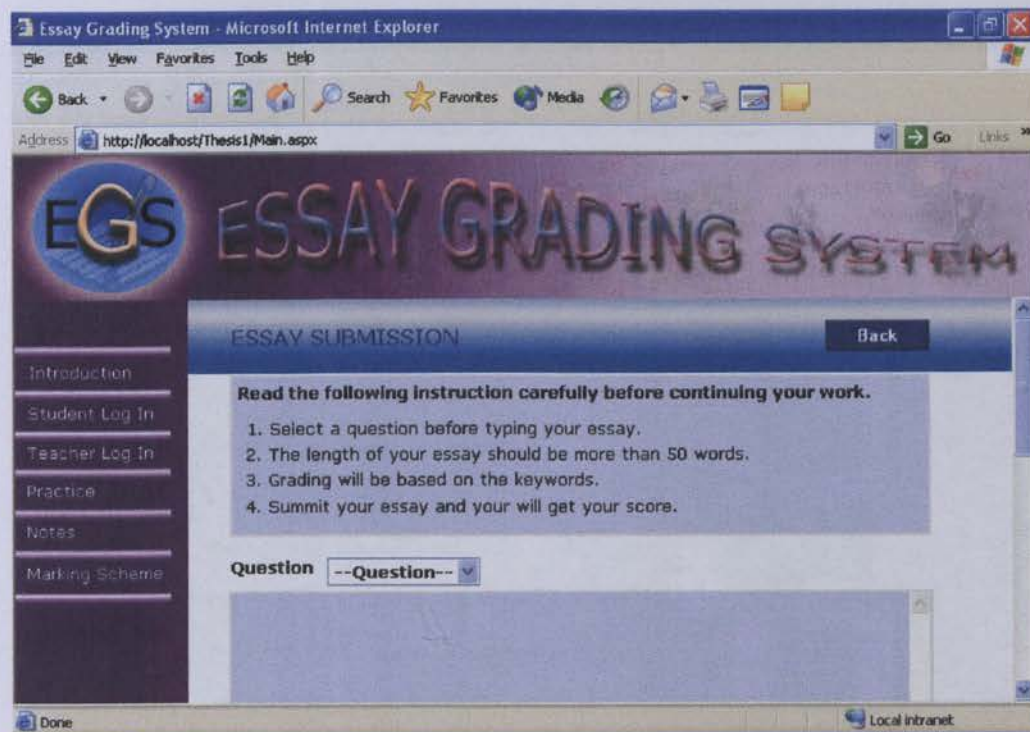 Essay Grading System - Microsoft Internet Explorer
File Edit View Favorites Tools Help
Back Search Favorites Media
Address http://localhost/Thesis1/Main.aspx Go Links »
EGS ESSAY GRADING SYSTEM
ESSAY SUBMISSION Back
Introduction
Student Log In
Teacher Log In
Practice
Notes
Marking Scheme
Read the following instruction carefully before continuing your work.
1. Select a question before typing your essay.
2. The length of your essay should be more than 50 words.
3. Grading will be based on the keywords.
4. Summit your essay and your will get your score.
Question --Question--
Done Local intranet